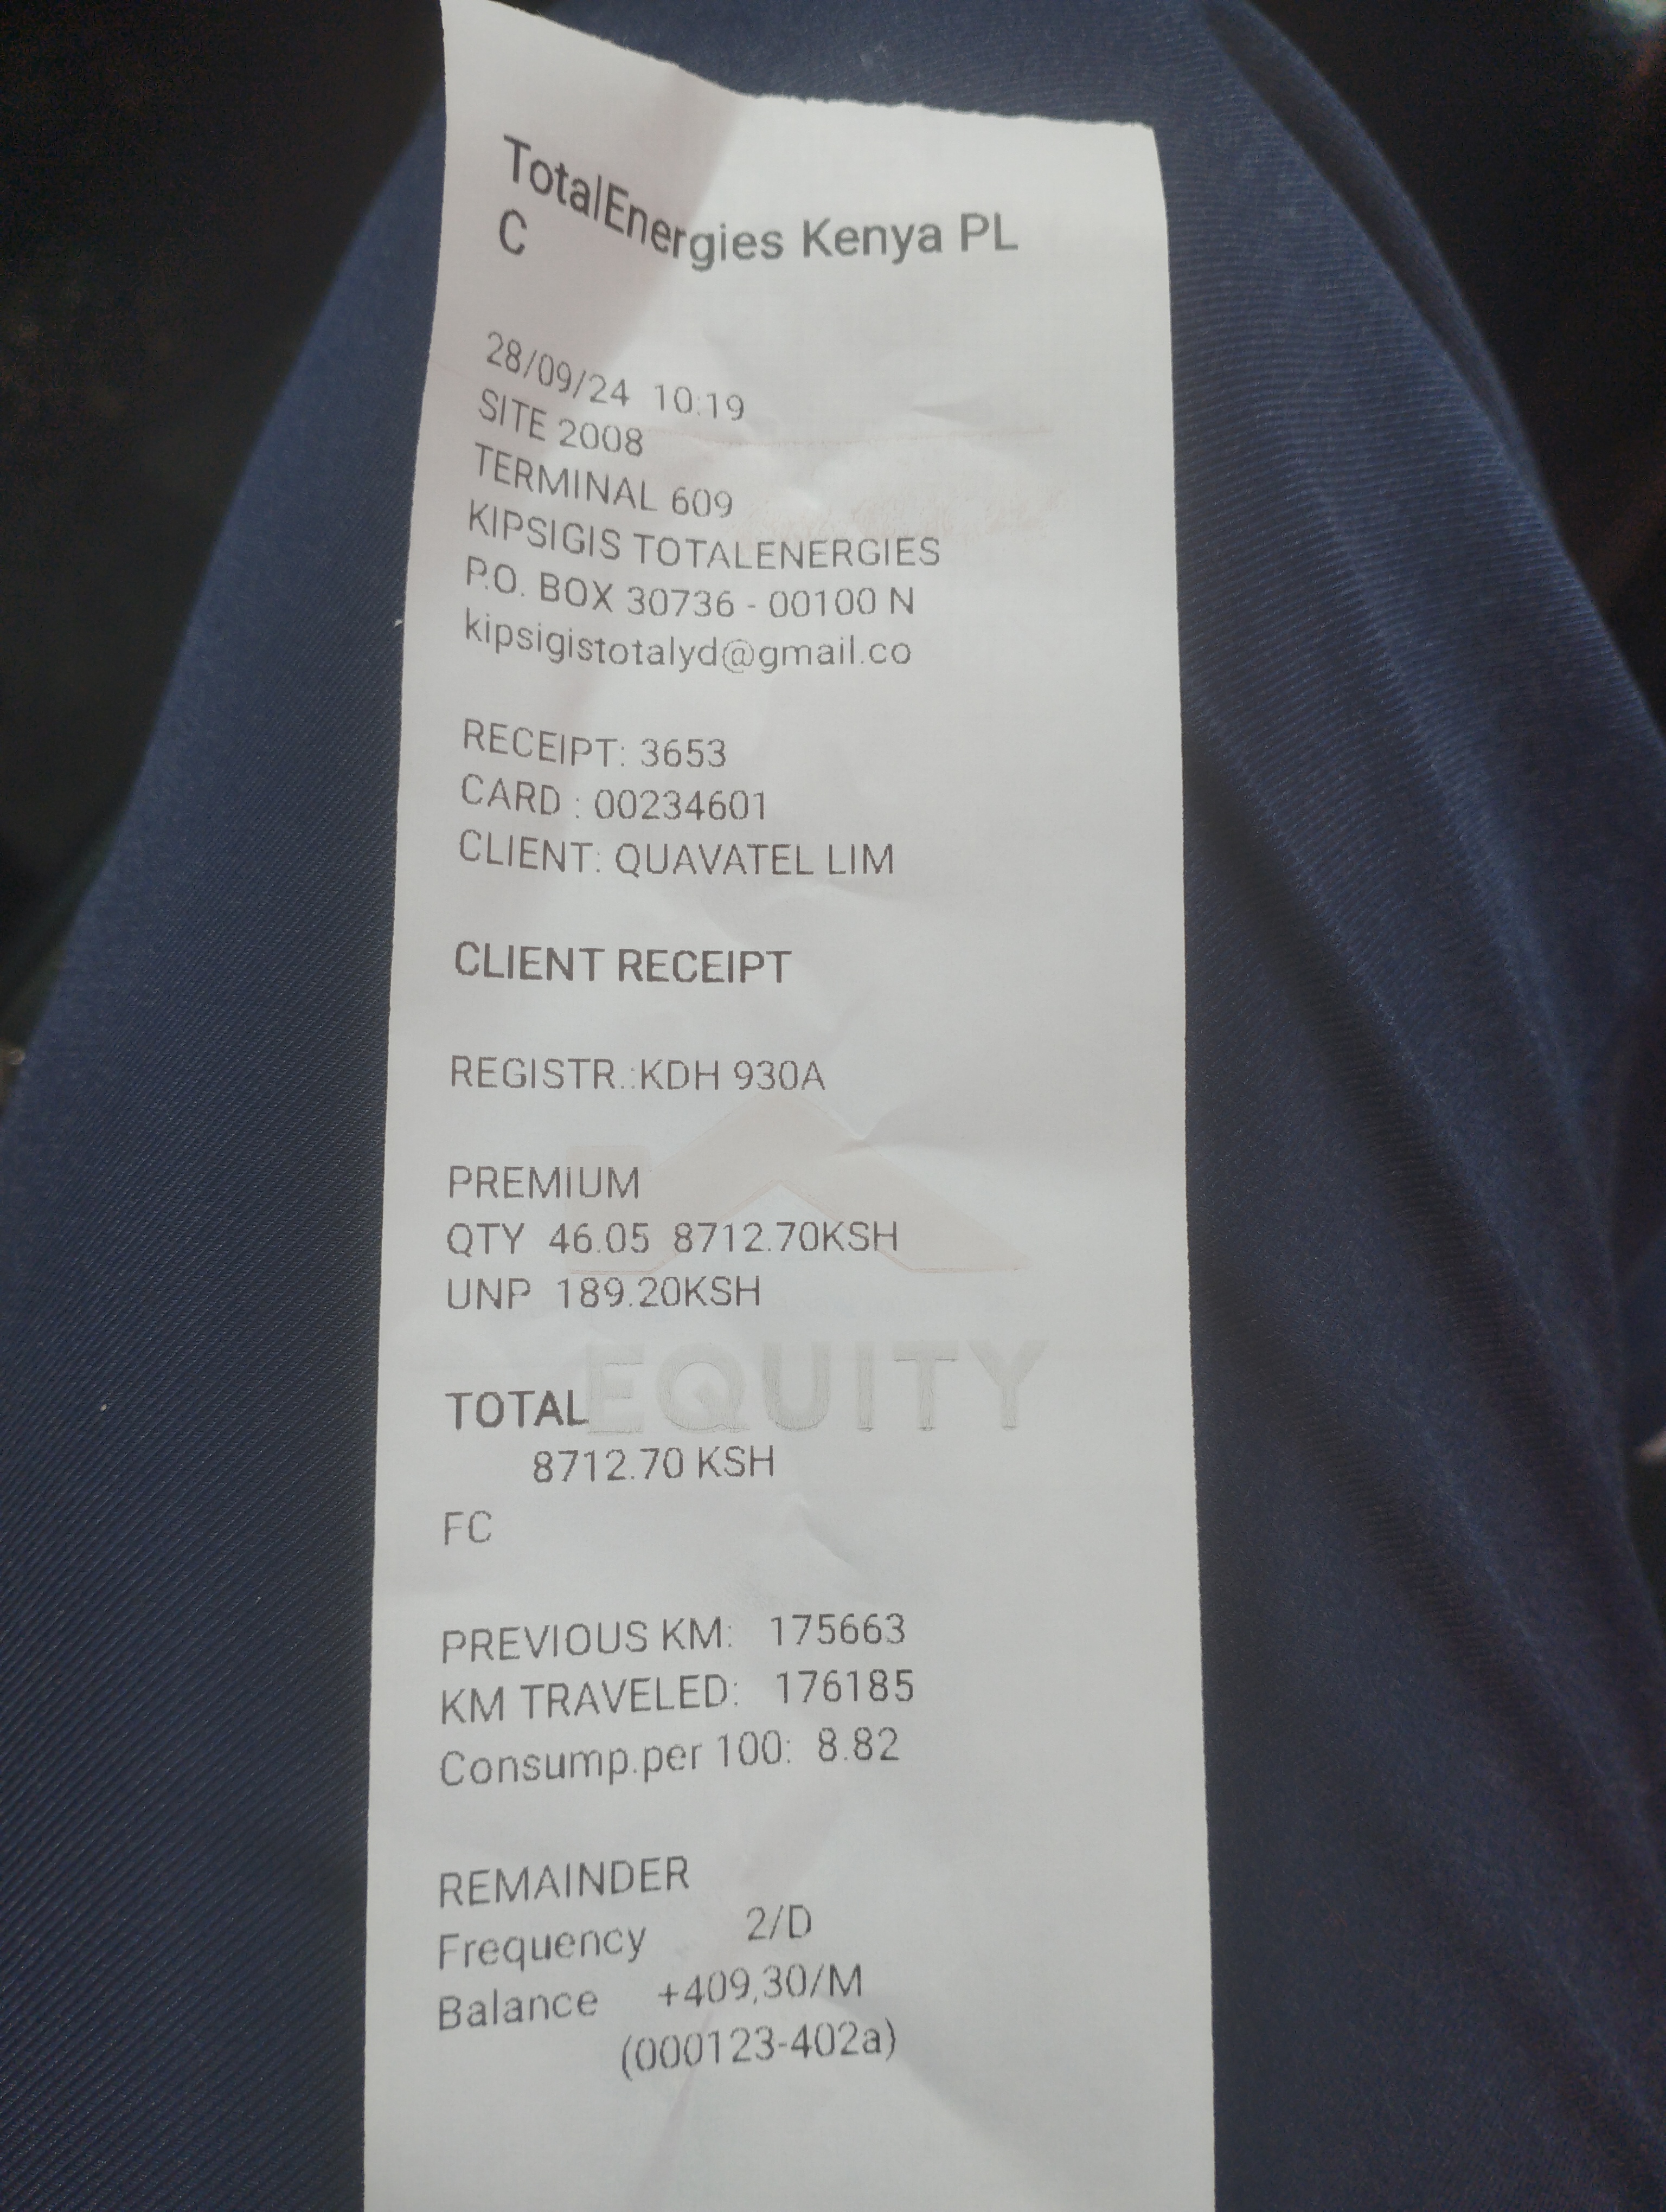 TotalEnergies Kenya PL
C
28/09/24 10:19
SITE 2008
TERMINAL 609
KIPSIGIS TOTALENERGIES
P.O. BOX 30736 - 00100 N
kipsigistotalyd@gmail.co
RECEIPT: 3653
CARD : 00234601
CLIENT: QUAVATEL LIM
CLIENT RECEIPT
REGISTR.:KDH 930A
PREMIUM
QTY 46.05 8712.70KSH
UNP 189.20KSH
EQUITY
TOTAL
8712.70 KSH
FC
PREVIOUS KM: 175663
KM TRAVELED: 176185
Consump.per 100: 8.82
REMAINDER
Frequency 2/D
Balance +409,30/M
(000123-402a)